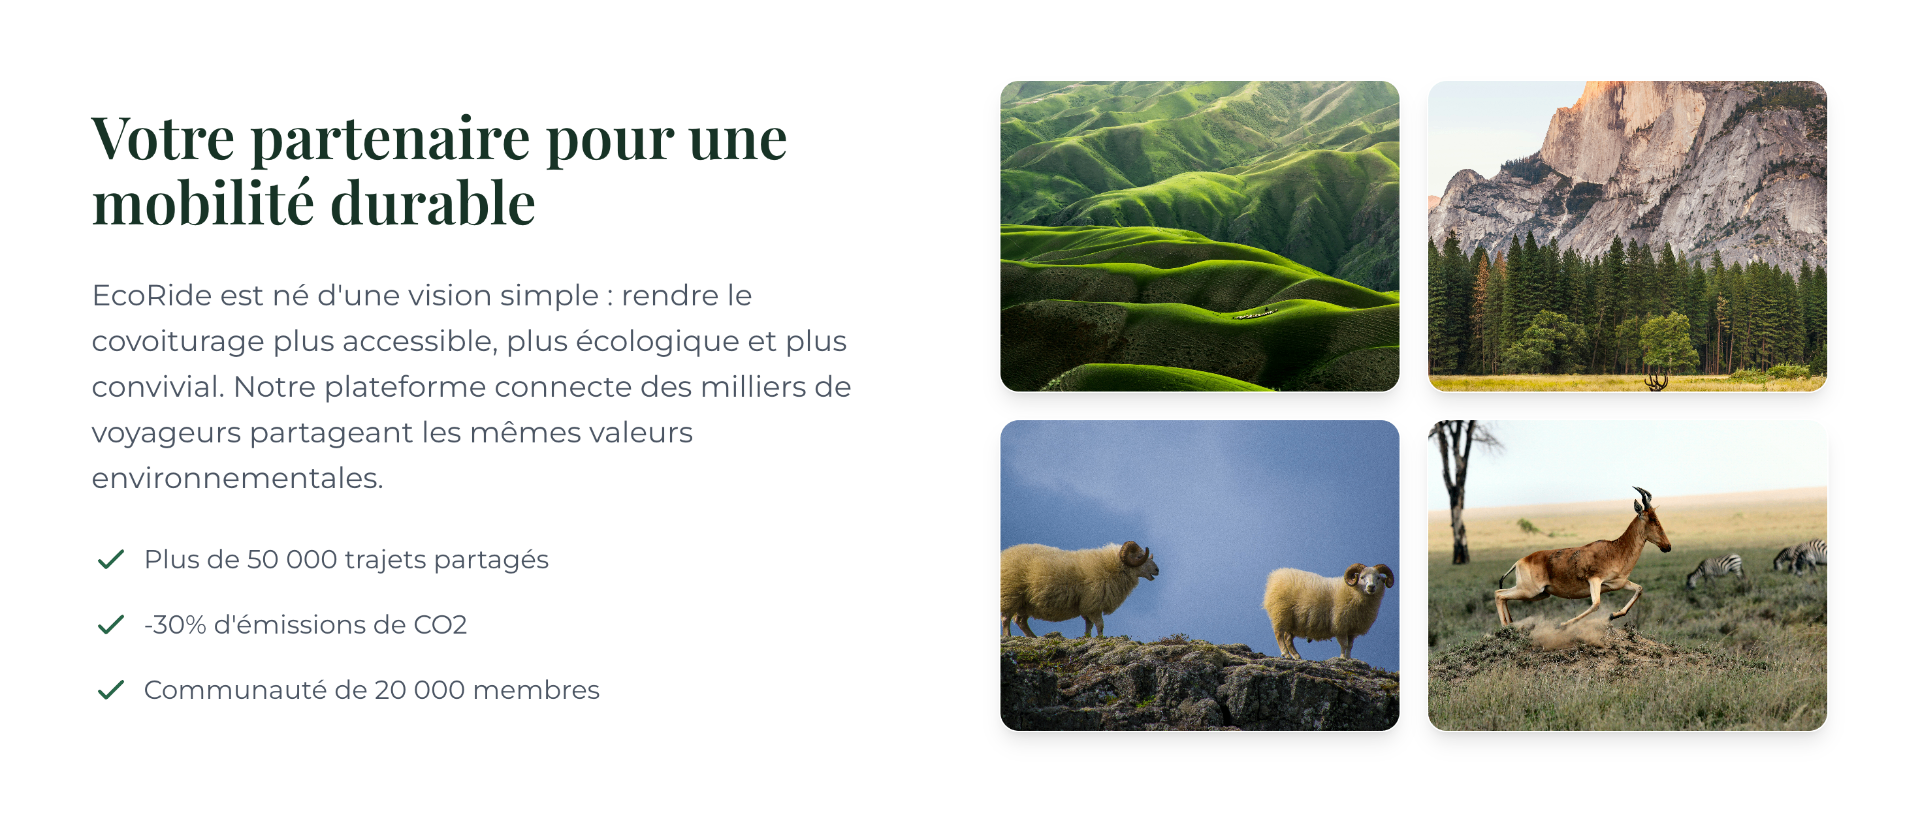 Votre partenaire pour une
mobilité durable
EcoRide est né d'une vision simple : rendre le
covoiturage plus accessible, plus écologique et plus
convivial. Notre plateforme connecte des milliers de
voyageurs partageant les mêmes valeurs
environnementales.
Plus de 50 000 trajets partagés
-30% d'émissions de CO2
Communauté de 20 000 membres